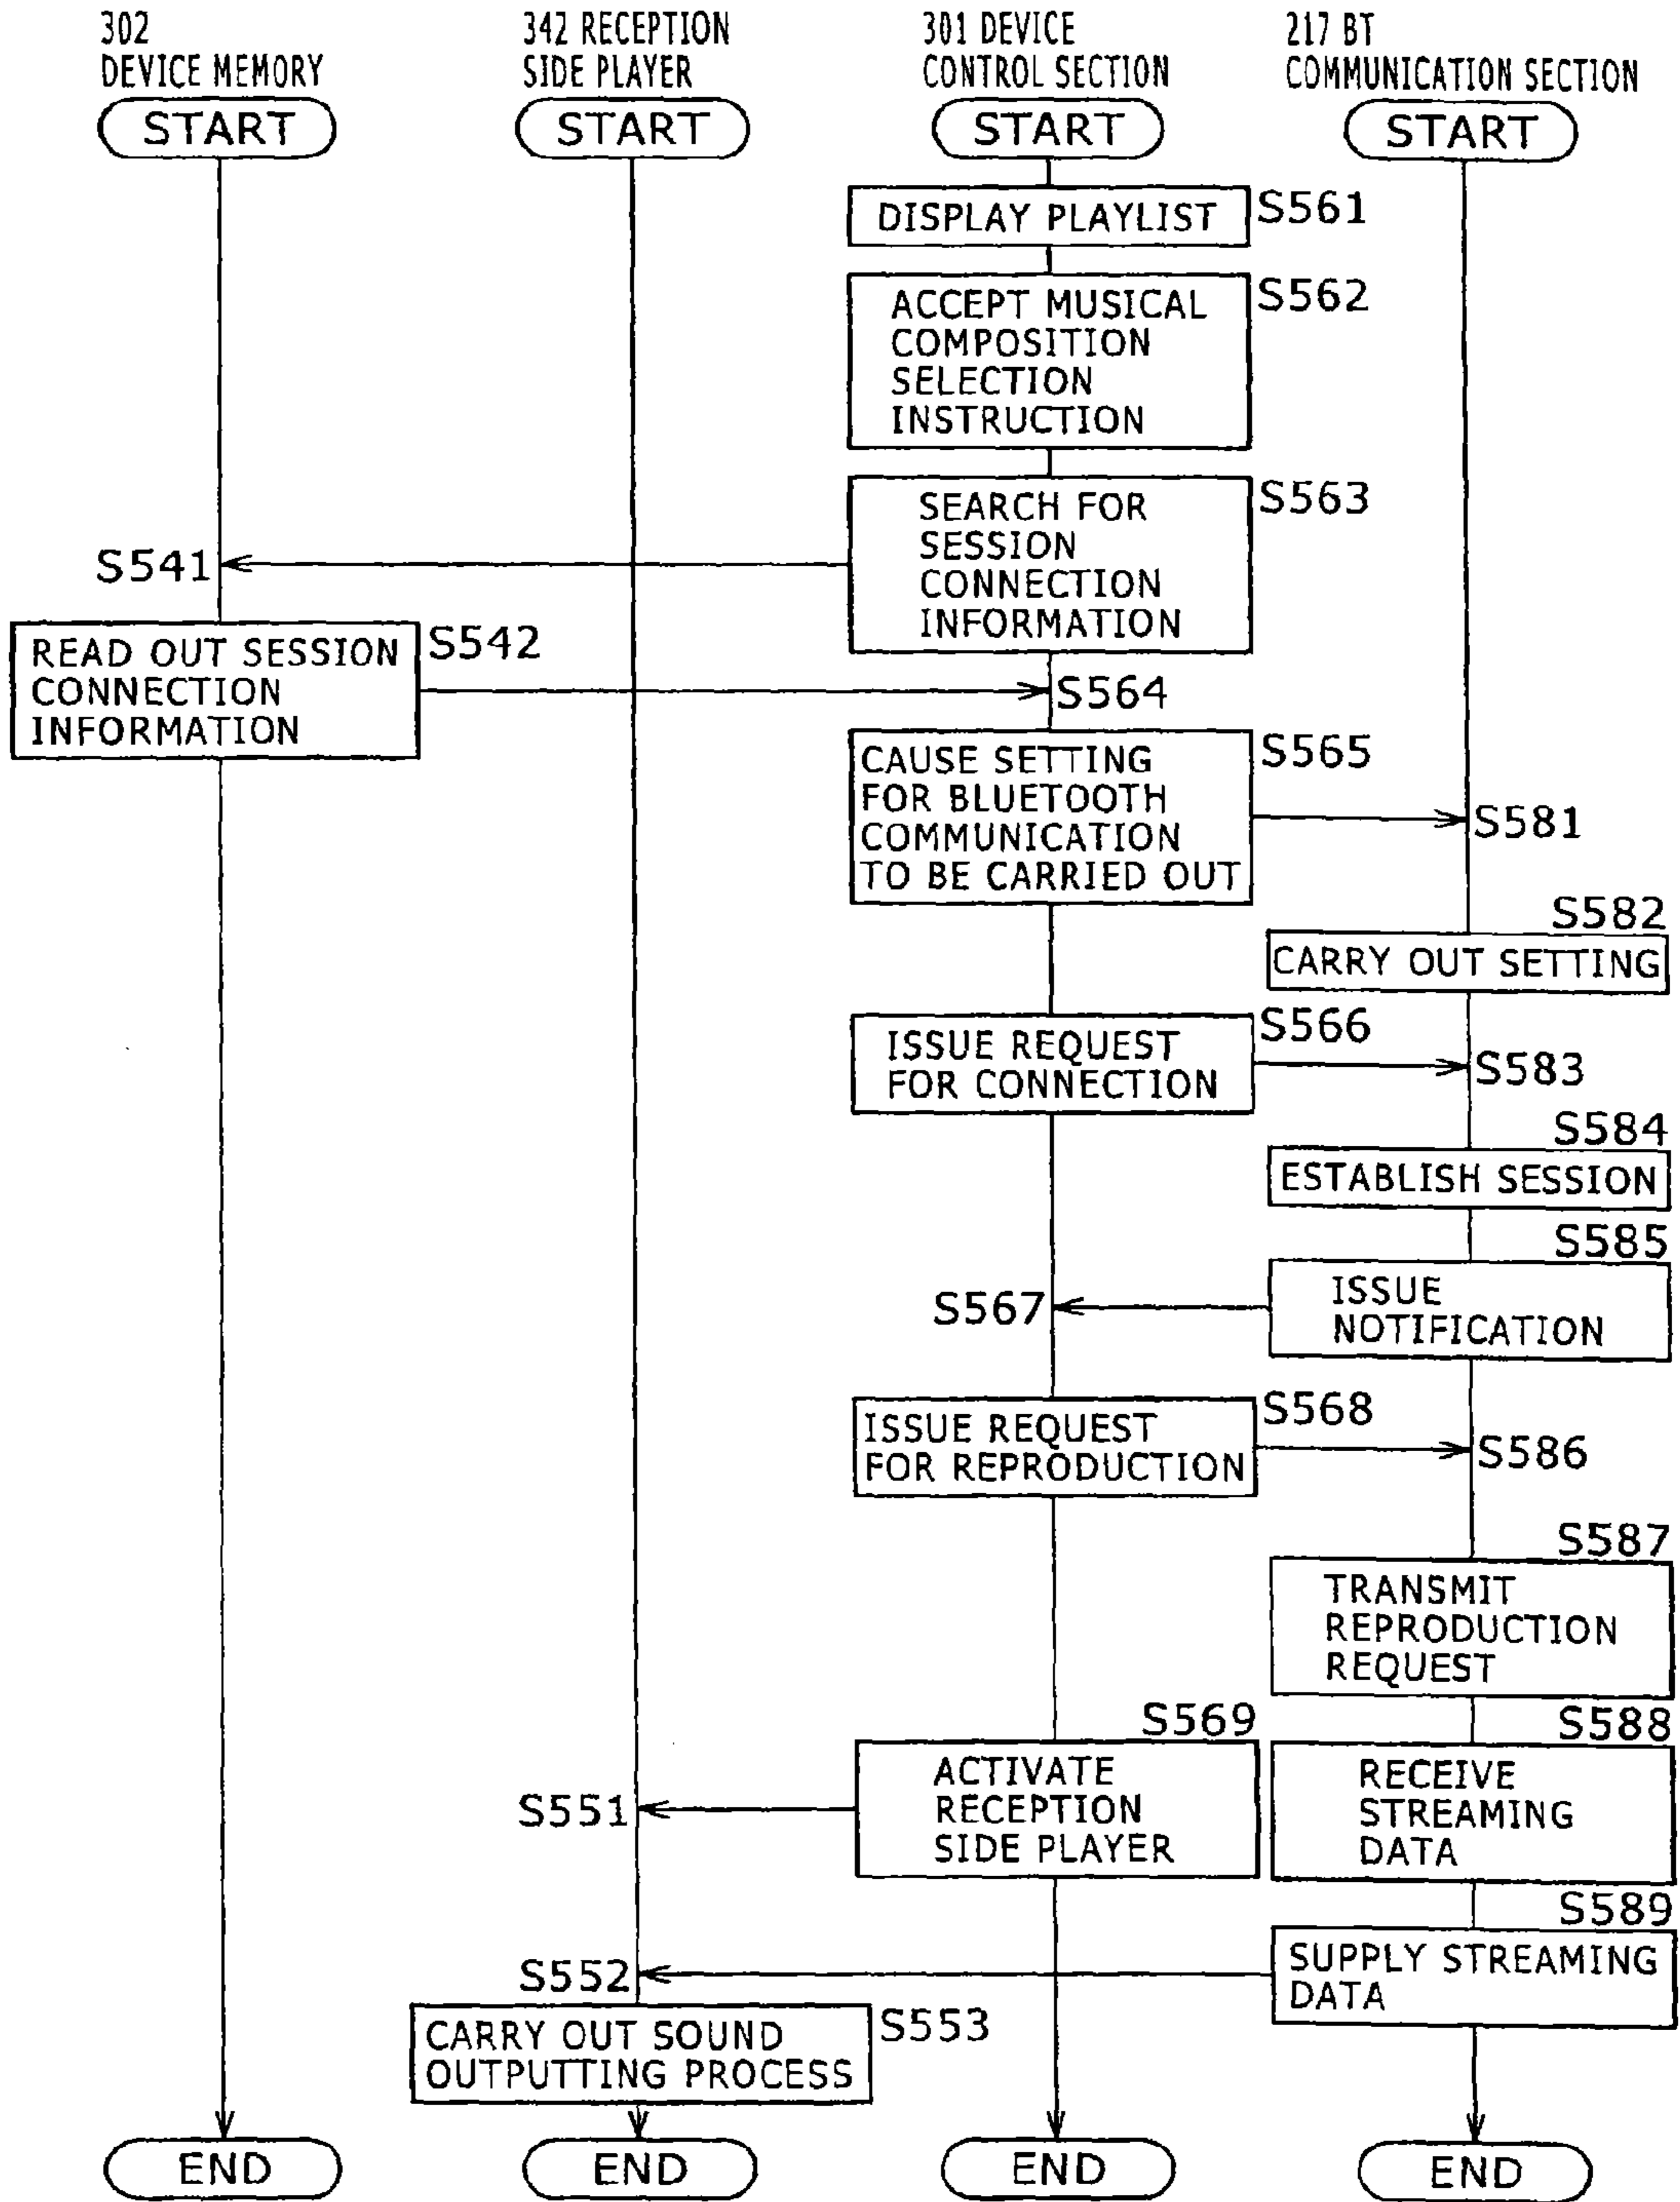 302
DEVICE MEMORY
342 RECEPTION
SIDE PLAYER
301 DEVICE
CONTROL SECTION
217 BT
COMMUNICATION SECTION
START
START
START
START
DISPLAY PLAYLIST
S561
ACCEPT MUSICAL
COMPOSITION
SELECTION
INSTRUCTION
S562
SEARCH FOR
SESSION
CONNECTION
INFORMATION
S563
S541
READ OUT SESSION
CONNECTION
INFORMATION
S542
S564
CAUSE SETTING
FOR BLUETOOTH
COMMUNICATION
TO BE CARRIED OUT
S565
S581
S582
CARRY OUT SETTING
ISSUE REQUEST
FOR CONNECTION
S566
S583
S584
ESTABLISH SESSION
S585
ISSUE
NOTIFICATION
S567
ISSUE REQUEST
FOR REPRODUCTION
S568
S586
S587
TRANSMIT
REPRODUCTION
REQUEST
S569
ACTIVATE
RECEPTION
SIDE PLAYER
S588
RECEIVE
STREAMING
DATA
S551
S589
SUPPLY STREAMING
DATA
S552
CARRY OUT SOUND
OUTPUTTING PROCESS
S553
END
END
END
END